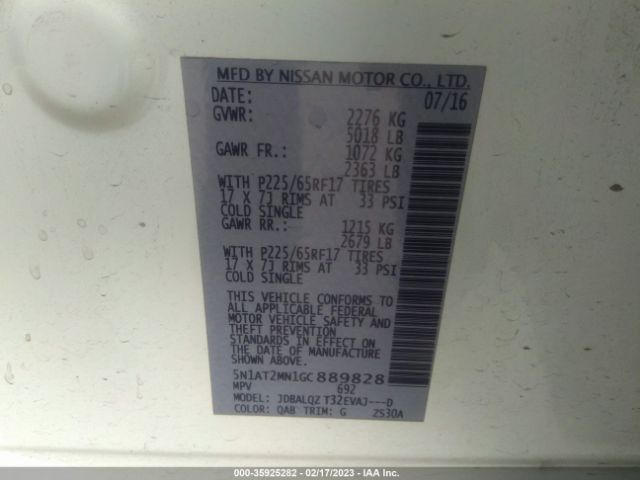 MFD BY NISSAN MOTOR CO., LTD.
DATE: 07/16
GVWR: 2276 KG
5018 LB
GAWR FR.: 1072 KG
2363 LB
WITH P225/65RF17 TIRES
17 X 7J RIMS AT 33 PSI
COLD SINGLE
GAWR RR.: 1215 KG
2679 LB
WITH P225/65RF17 TIRES
17 X 7J RIMS AT 33 PSI
COLD SINGLE
THIS VEHICLE CONFORMS TO
ALL APPLICABLE FEDERAL
MOTOR VEHICLE SAFETY AND
THEFT PREVENTION
STANDARDS IN EFFECT ON
THE DATE OF MANUFACTURE
SHOWN ABOVE.
5N1AT2MN1GC889828
MPV 692
MODEL: JDBALQZ T32EVAJ---D
COLOR: QAB TRIM: G 2S30A
000-35925282 - 02/17/2023 - IAA Inc.